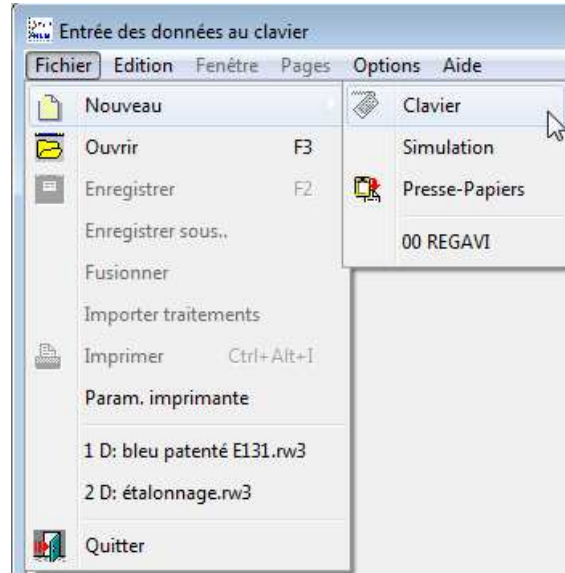 Entrée des données au clavier
Fichier Edition Fenêtre Pages Options Aide
Nouveau
Ouvrir F3
Enregistrer F2
Enregistrer sous..
Fusionner
Importer traitements
Imprimer Ctrl+Alt+I
Param. imprimante
1 D: bleu patenté E131.rw3
2 D: étalonnage.rw3
Quitter
Clavier
Simulation
Presse-Papiers
00 REGAVI